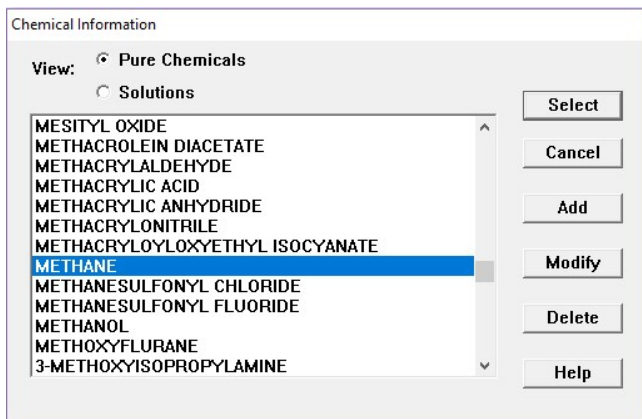 Chemical Information
View:
Pure Chemicals
Solutions
MESITYL OXIDE
METHACROLEIN DIACETATE
METHACRYLALDEHYDE
METHACRYLIC ACID
METHACRYLIC ANHYDRIDE
METHACRYLONITRILE
METHACRYLOYLOXYETHYL ISOCYANATE
METHANE
METHANESULFONYL CHLORIDE
METHANESULFONYL FLUORIDE
METHANOL
METHOXYFLURANE
3-METHOXYISOPROPYLAMINE
Select
Cancel
Add
Modify
Delete
Help